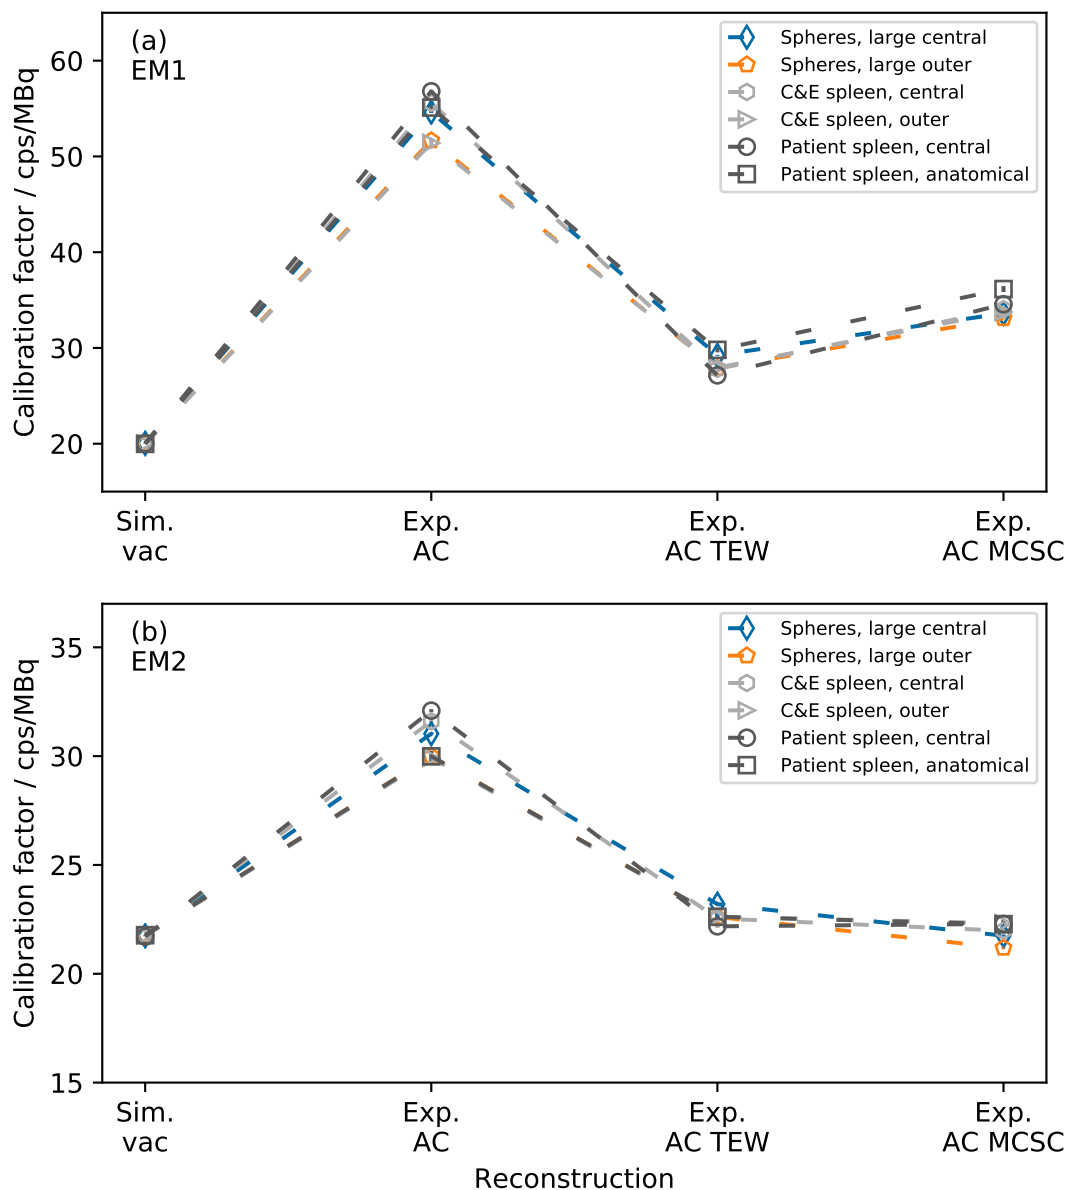 (a)
EM1
Spheres, large central
Spheres, large outer
C&E spleen, central
C&E spleen, outer
Patient spleen, central
Patient spleen, anatomical
Calibration factor / cps/MBq
60
50
40
30
20
Sim.
vac
Exp.
AC
Exp.
AC TEW
Exp.
AC MCSC
(b)
EM2
Spheres, large central
Spheres, large outer
C&E spleen, central
C&E spleen, outer
Patient spleen, central
Patient spleen, anatomical
Calibration factor / cps/MBq
35
30
25
20
15
Sim.
vac
Exp.
AC
Exp.
AC TEW
Exp.
AC MCSC
Reconstruction